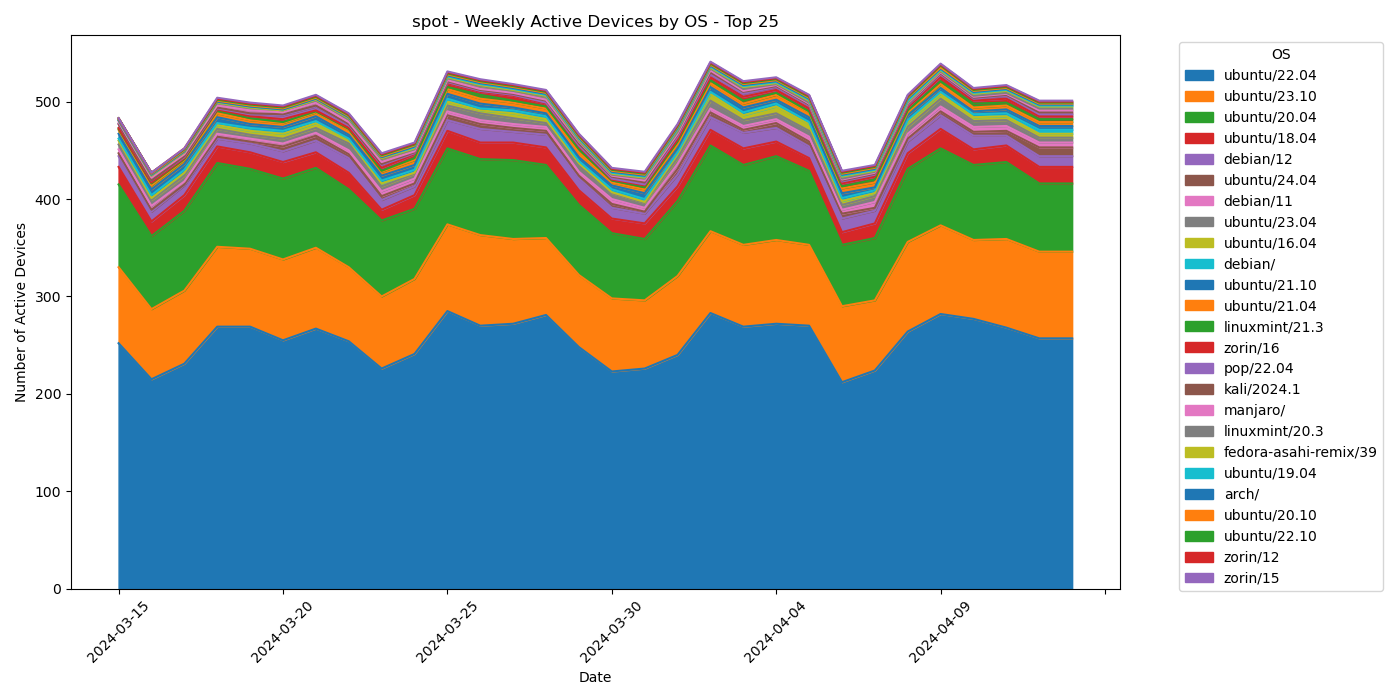 spot - Weekly Active Devices by OS - Top 25
Number of Active Devices
500
400
300
200
100
0
2024-03-15
2024-03-20
2024-03-25
2024-03-30
2024-04-04
2024-04-09
Date
OS
ubuntu/22.04
ubuntu/23.10
ubuntu/20.04
ubuntu/18.04
debian/12
ubuntu/24.04
debian/11
ubuntu/23.04
ubuntu/16.04
debian/
ubuntu/21.10
ubuntu/21.04
linuxmint/21.3
zorin/16
pop/22.04
kali/2024.1
manjaro/
linuxmint/20.3
fedora-asahi-remix/39
ubuntu/19.04
arch/
ubuntu/20.10
ubuntu/22.10
zorin/12
zorin/15